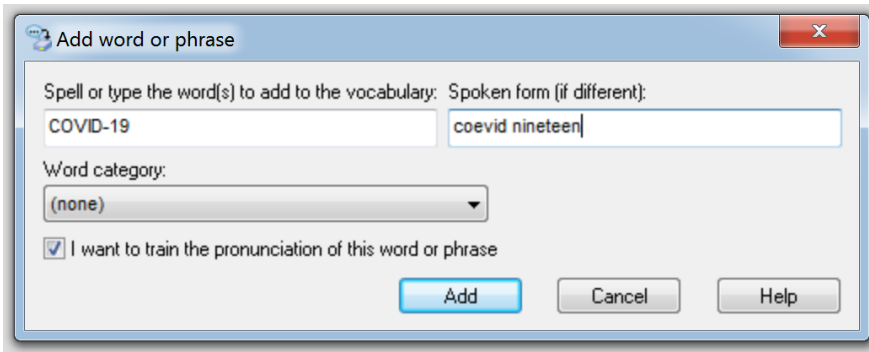 Add word or phrase
Spell or type the word(s) to add to the vocabulary: Spoken form (if different):
COVID-19 coevid nineteen
Word category:
(none)
I want to train the pronunciation of this word or phrase
Add Cancel Help